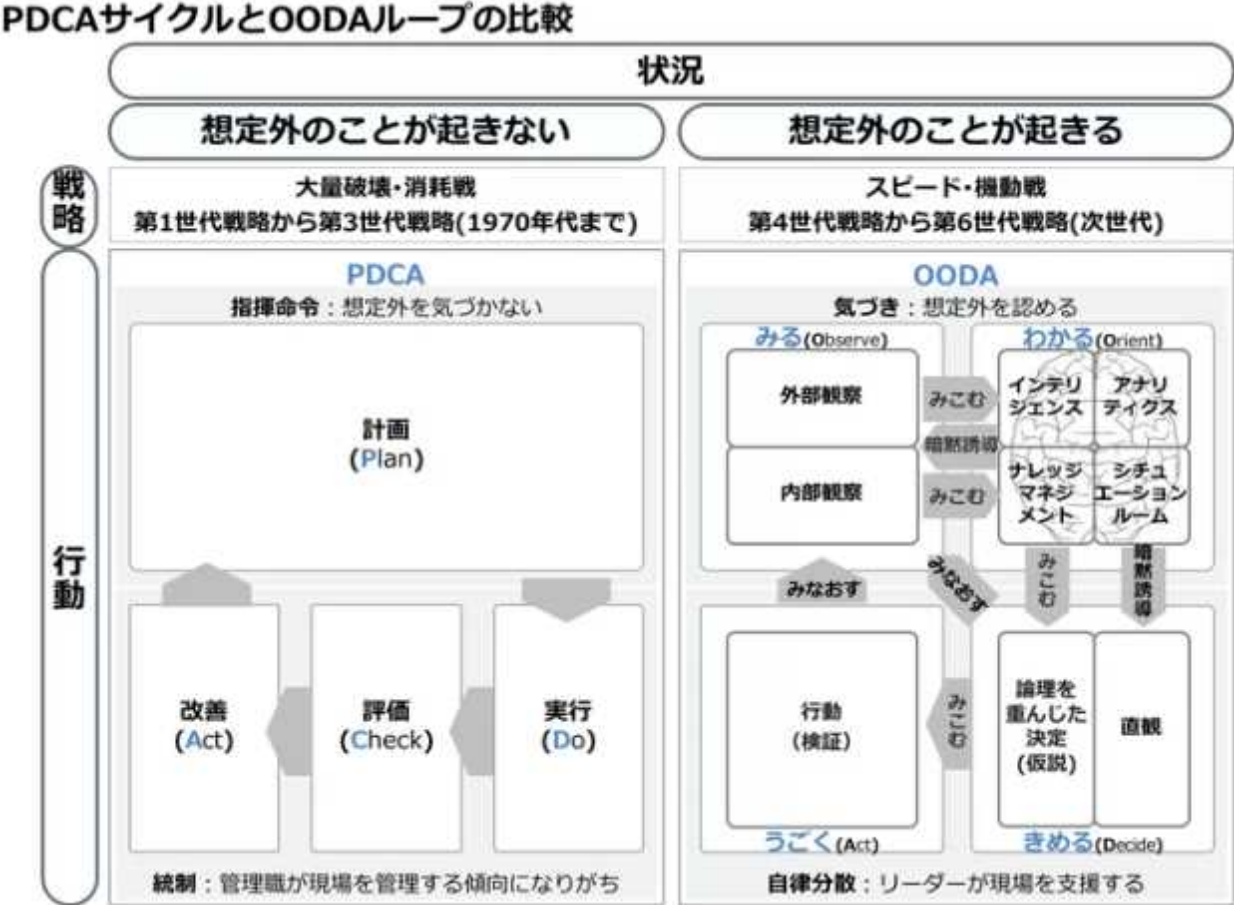 PDCAサイクルとOODAループの比較
状況
想定外のことが起きない
想定外のことが起きる
戦略
大量破壊・消耗戦
第1世代戦略から第3世代戦略(1970年代まで)
スピード・機動戦
第4世代戦略から第6世代戦略(次世代)
行動
PDCA
指揮命令：想定外を気づかない
計画
(Plan)
改善
(Act)
評価
(Check)
実行
(Do)
統制：管理職が現場を管理する傾向になりがち
OODA
気づき：想定外を認める
みる(Observe)
わかる(Orient)
外部観察
みこむ
インテリ
ジェンス
アナリ
ティクス
暗黙誘導
内部観察
みこむ
ナレッジ
マネジ
メント
シチュ
エーション
ルーム
みなおす
みなおす
みこむ
暗黙誘導
行動
(検証)
みこむ
論理を
重んじた
決定
(仮説)
直観
うごく(Act)
きめる(Decide)
自律分散：リーダーが現場を支援する